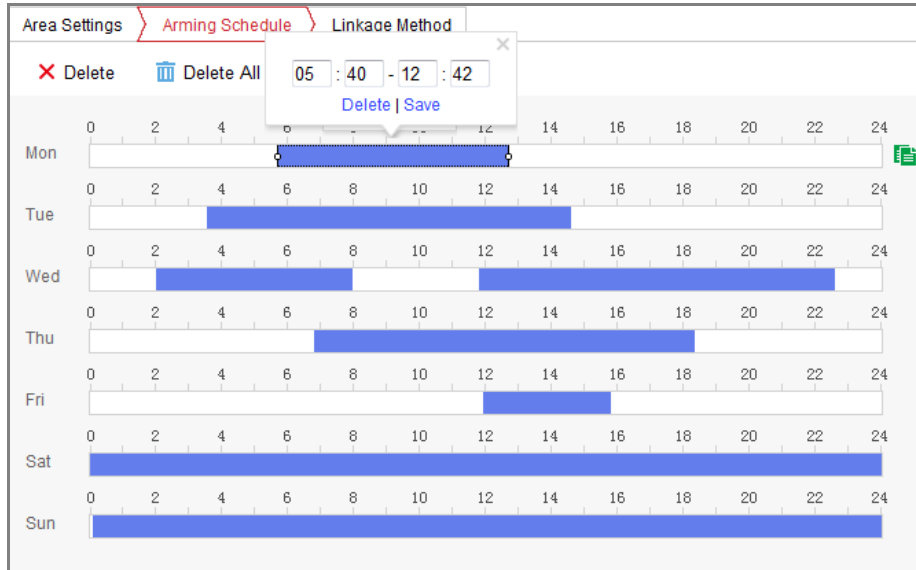 Area Settings Arming Schedule Linkage Method
Delete Delete All 05 : 40 - 12 : 42
Delete | Save
0 2 4 6 8 10 12 14 16 18 20 22 24
Mon
0 2 4 6 8 10 12 14 16 18 20 22 24
Tue
0 2 4 6 8 10 12 14 16 18 20 22 24
Wed
0 2 4 6 8 10 12 14 16 18 20 22 24
Thu
0 2 4 6 8 10 12 14 16 18 20 22 24
Fri
0 2 4 6 8 10 12 14 16 18 20 22 24
Sat
0 2 4 6 8 10 12 14 16 18 20 22 24
Sun